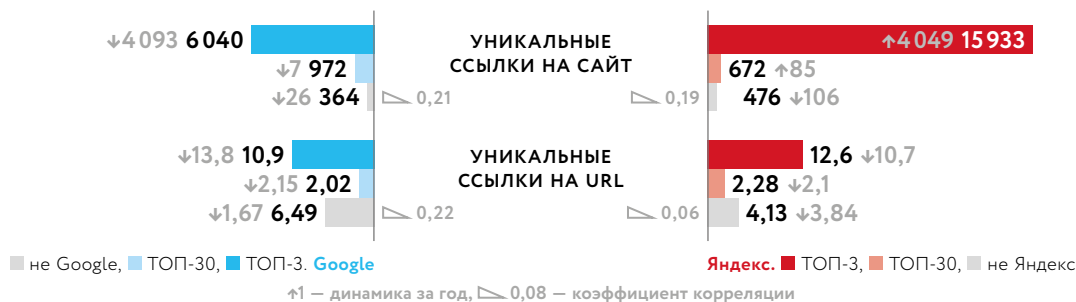 ↓4 093 6 040 УНИКАЛЬНЫЕ ↑4 049 15 933
↓7 972 ССЫЛКИ НА САЙТ 672 ↑85
↓26 364 0,21 0,19 476 ↓106
↓13,8 10,9 УНИКАЛЬНЫЕ 12,6 ↓10,7
↓2,15 2,02 ССЫЛКИ НА URL 2,28 ↓2,1
↓1,67 6,49 0,22 0,06 4,13 ↓3,84
не Google, ТОП-30, ТОП-3. Google Яндекс. ТОП-3, ТОП-30, не Яндекс
↑1 — динамика за год, 0,08 — коэффициент корреляции